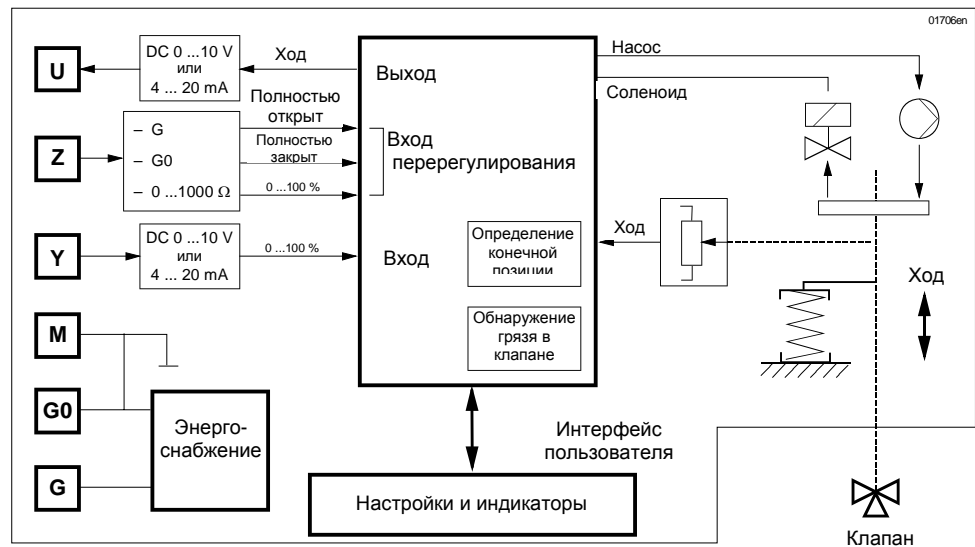 01706en
U
DC 0 ...10 V
или
4 ... 20 mA
Ход
Z
– G
– G0
– 0 ...1000 Ω
Полностью
открыт
Полностью
закрыт
0 ...100 %
Y
DC 0 ...10 V
или
4 ... 20 mA
0 ...100 %
M
G0
G
Энерго-
снабжение
Выход
Вход
перерегулирования
Вход
Определение
конечной
позиции
Обнаружение
грязя в
клапане
Насос
Соленоид
Ход
Ход
Интерфейс
пользователя
Настройки и индикаторы
Клапан